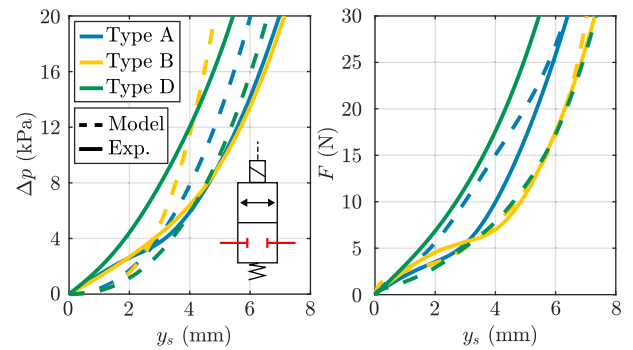 20
16
12
8
4
0
Δp (kPa)
Type A
Type B
Type D
Model
Exp.
0 2 4 6 8
y_s (mm)
30
25
20
15
10
5
0
F (N)
0 2 4 6 8
y_s (mm)